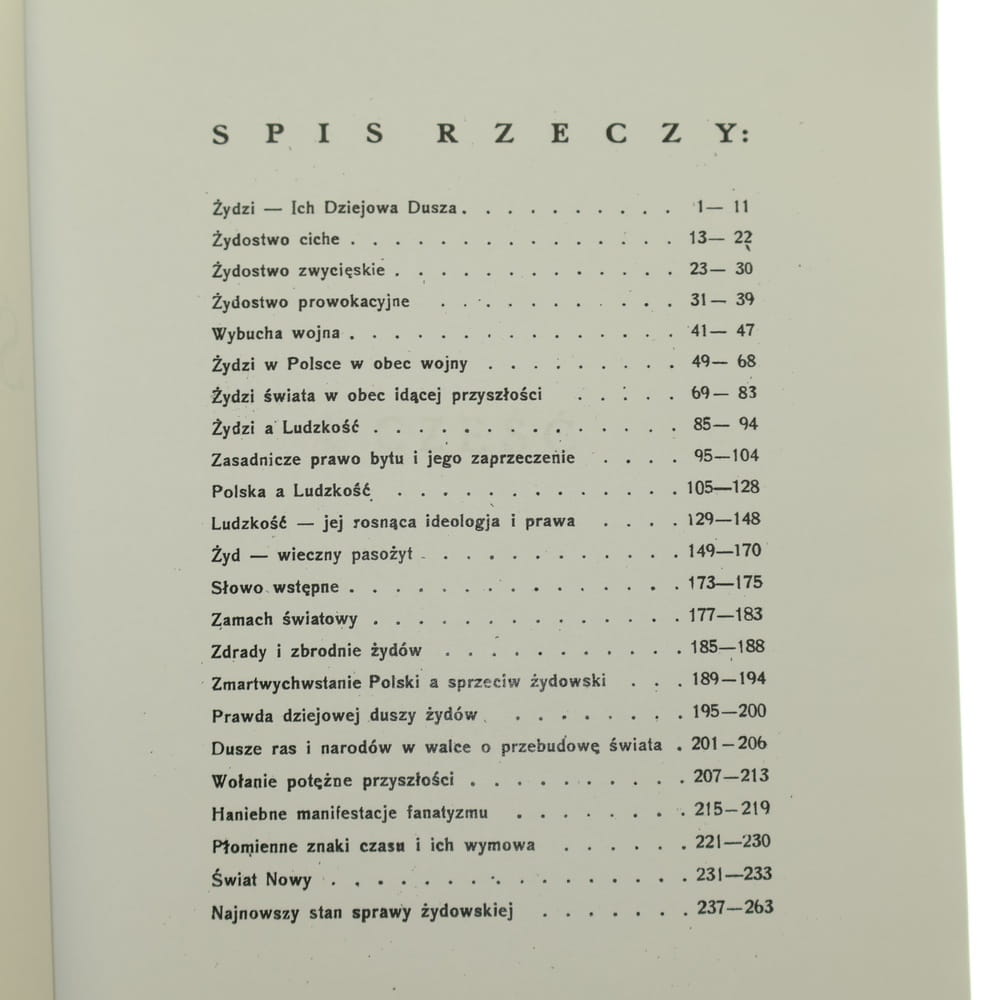 SPIS RZECZY:
Żydzi — Ich Dziejowa Dusza. . . . . . . . . . 1— 11
Żydostwo ciche . . . . . . . . . . . . . . . 13— 22
Żydostwo zwycięskie . . . . . . . . . . . . . 23— 30
Żydostwo prowokacyjne . . . . . . . . . . . 31— 39
Wybucha wojna . . . . . . . . . . . . . . . 41— 47
Żydzi w Polsce w obec wojny . . . . . . . . . 49— 68
Żydzi świata w obec idącej przyszłości . . . . . 69— 83
Żydzi a Ludzkość . . . . . . . . . . . . . . 85— 94
Zasadnicze prawo bytu i jego zaprzeczenie . . . . 95—104
Polska a Ludzkość . . . . . . . . . . . . . 105—128
Ludzkość — jej rosnąca ideologja i prawa . . . . 129—148
Żyd — wieczny pasożyt . . . . . . . . . . . . 149—170
Słowo wstępne . . . . . . . . . . . . . . . 173—175
Zamach światowy . . . . . . . . . . . . . . 177—183
Zdrady i zbrodnie żydów . . . . . . . . . . . 185—188
Zmartwychwstanie Polski a sprzeciw żydowski . . . 189—194
Prawda dziejowej duszy żydów . . . . . . . . 195—200
Dusze ras i narodów w walce o przebudowę świata . 201—206
Wołanie potężne przyszłości . . . . . . . . . . 207—213
Haniebne manifestacje fanatyzmu . . . . . . . . 215—219
Płomienne znaki czasu i ich wymowa . . . . . . 221—230
Świat Nowy . . . . . . . . . . . . . . . . 231—233
Najnowszy stan sprawy żydowskiej . . . . . . . 237—263